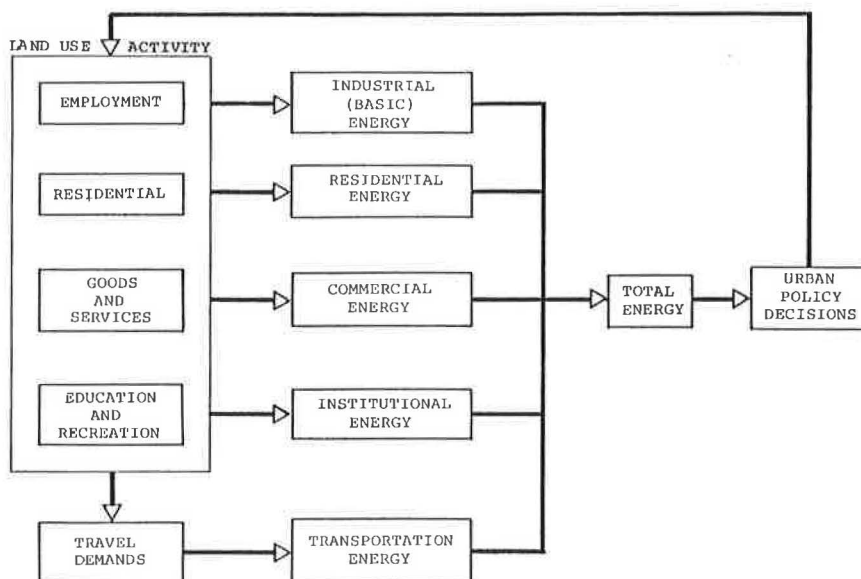 LAND USE ACTIVITY
EMPLOYMENT
INDUSTRIAL
(BASIC)
ENERGY
RESIDENTIAL
RESIDENTIAL
ENERGY
GOODS
AND
SERVICES
COMMERCIAL
ENERGY
TOTAL
ENERGY
URBAN
POLICY
DECISIONS
EDUCATION
AND
RECREATION
INSTITUTIONAL
ENERGY
TRAVEL
DEMANDS
TRANSPORTATION
ENERGY